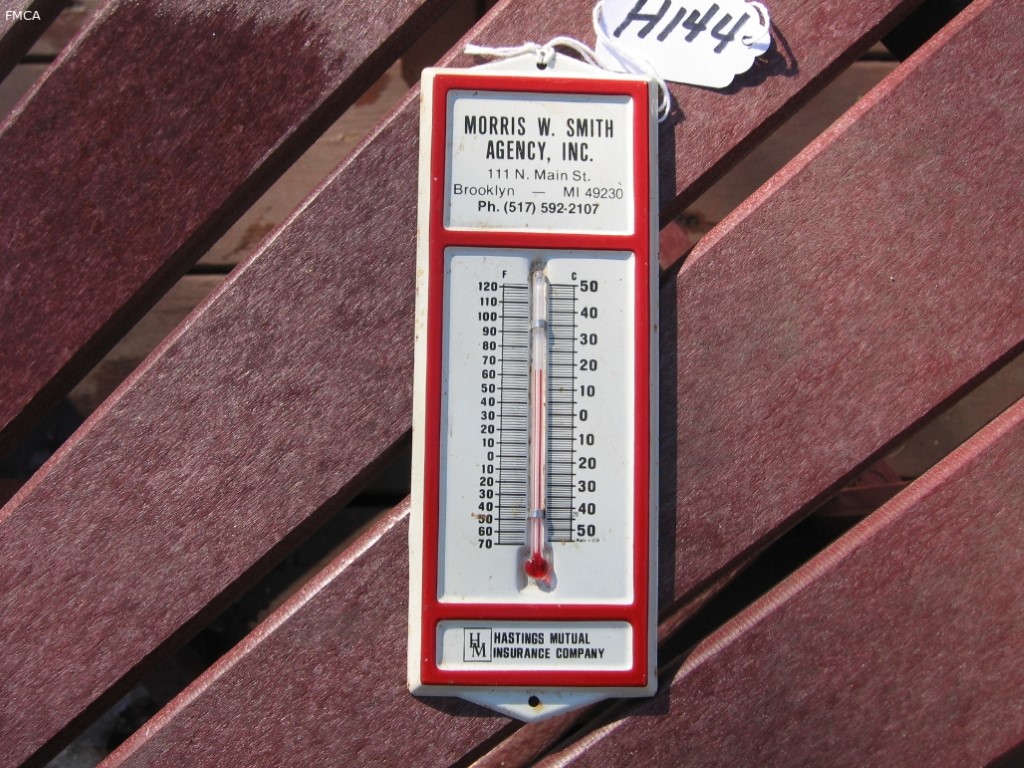 FMCA
H144
MORRIS W. SMITH
AGENCY, INC.
111 N. Main St.
Brooklyn — MI 49230
Ph. (517) 592-2107
F C
120 50
110
100 40
90
80 30
70
60 20
50 10
40
30 0
20
10 10
0
10 20
20
30 30
40 40
50
60 50
70
HM HASTINGS MUTUAL
INSURANCE COMPANY